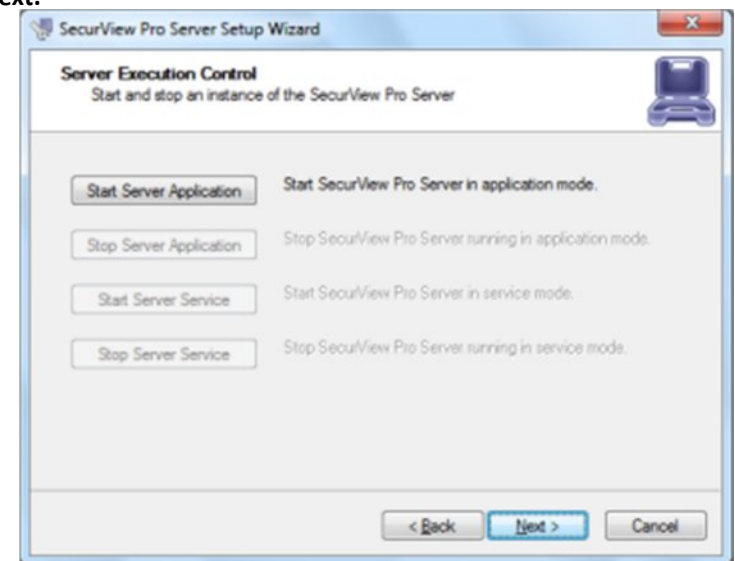 ext.
SecurView Pro Server Setup Wizard
Server Execution Control
Start and stop an instance of the SecurView Pro Server
Start Server Application Start SecurView Pro Server in application mode.
Stop Server Application Stop SecurView Pro Server running in application mode.
Start Server Service Start SecurView Pro Server in service mode.
Stop Server Service Stop SecurView Pro Server running in service mode.
< Back Next > Cancel